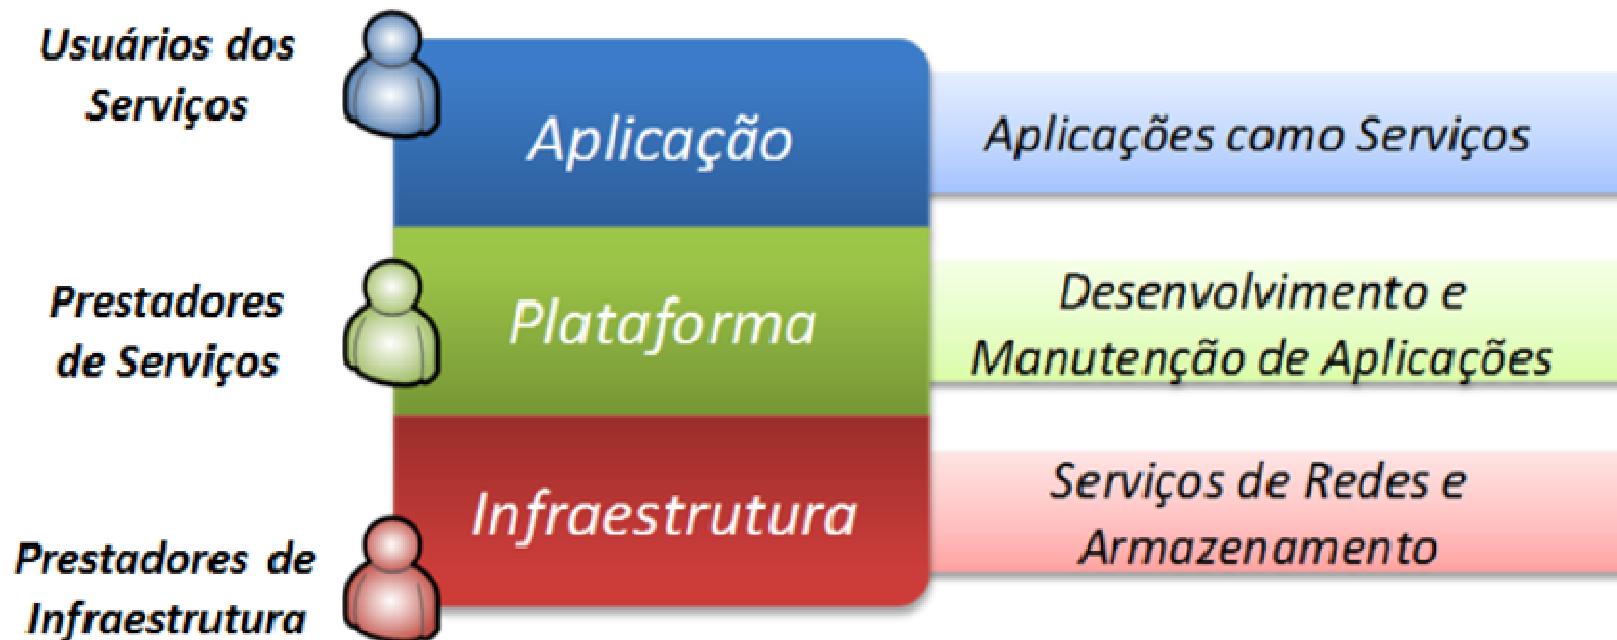 Usuários dos
Serviços
Aplicação
Aplicações como Serviços
Prestadores
de Serviços
Plataforma
Desenvolvimento e
Manutenção de Aplicações
Prestadores de
Infraestrutura
Infraestrutura
Serviços de Redes e
Armazenamento